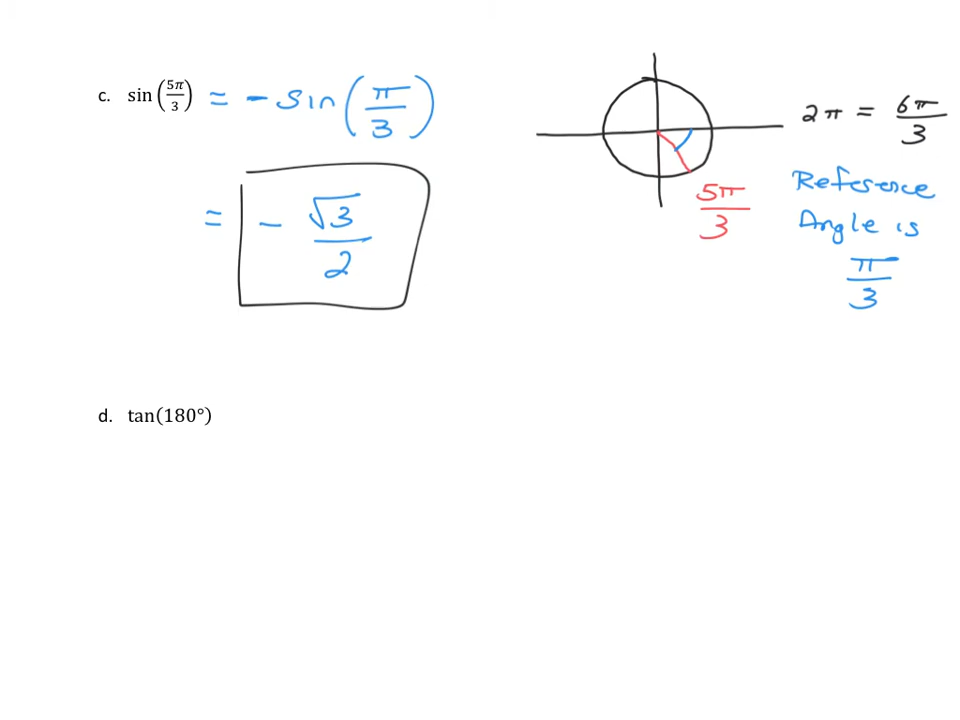 c. sin(5π/3) = - sin(π/3)
= - √3/2
2π = 6π/3
5π/3
Reference
Angle is
π/3
d. tan(180°)